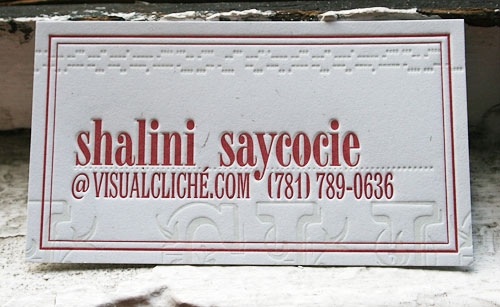 shalini saycocie
@VISUALCLICHÉ.COM (781) 789-0636